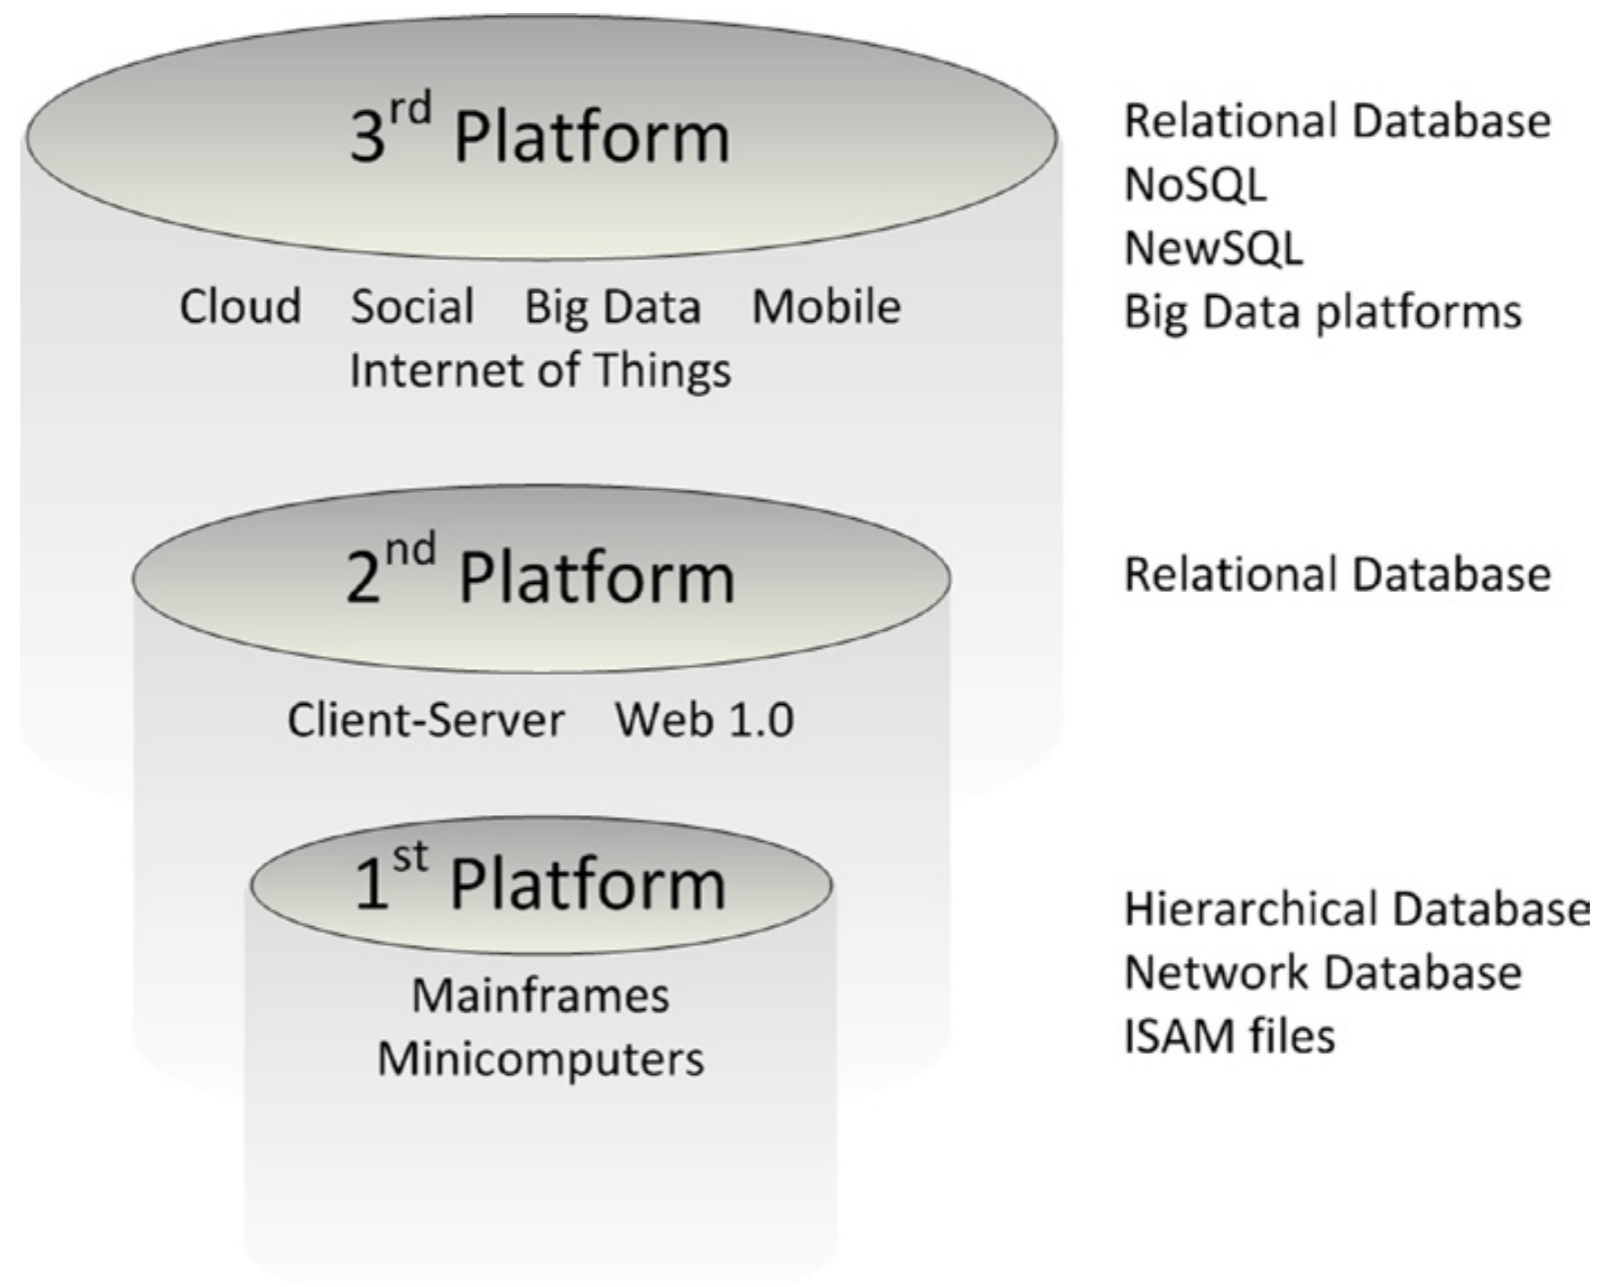 3rd Platform
Relational Database
NoSQL
NewSQL
Big Data platforms
Cloud Social Big Data Mobile
Internet of Things
2nd Platform
Relational Database
Client-Server Web 1.0
1st Platform
Mainframes
Minicomputers
Hierarchical Database
Network Database
ISAM files